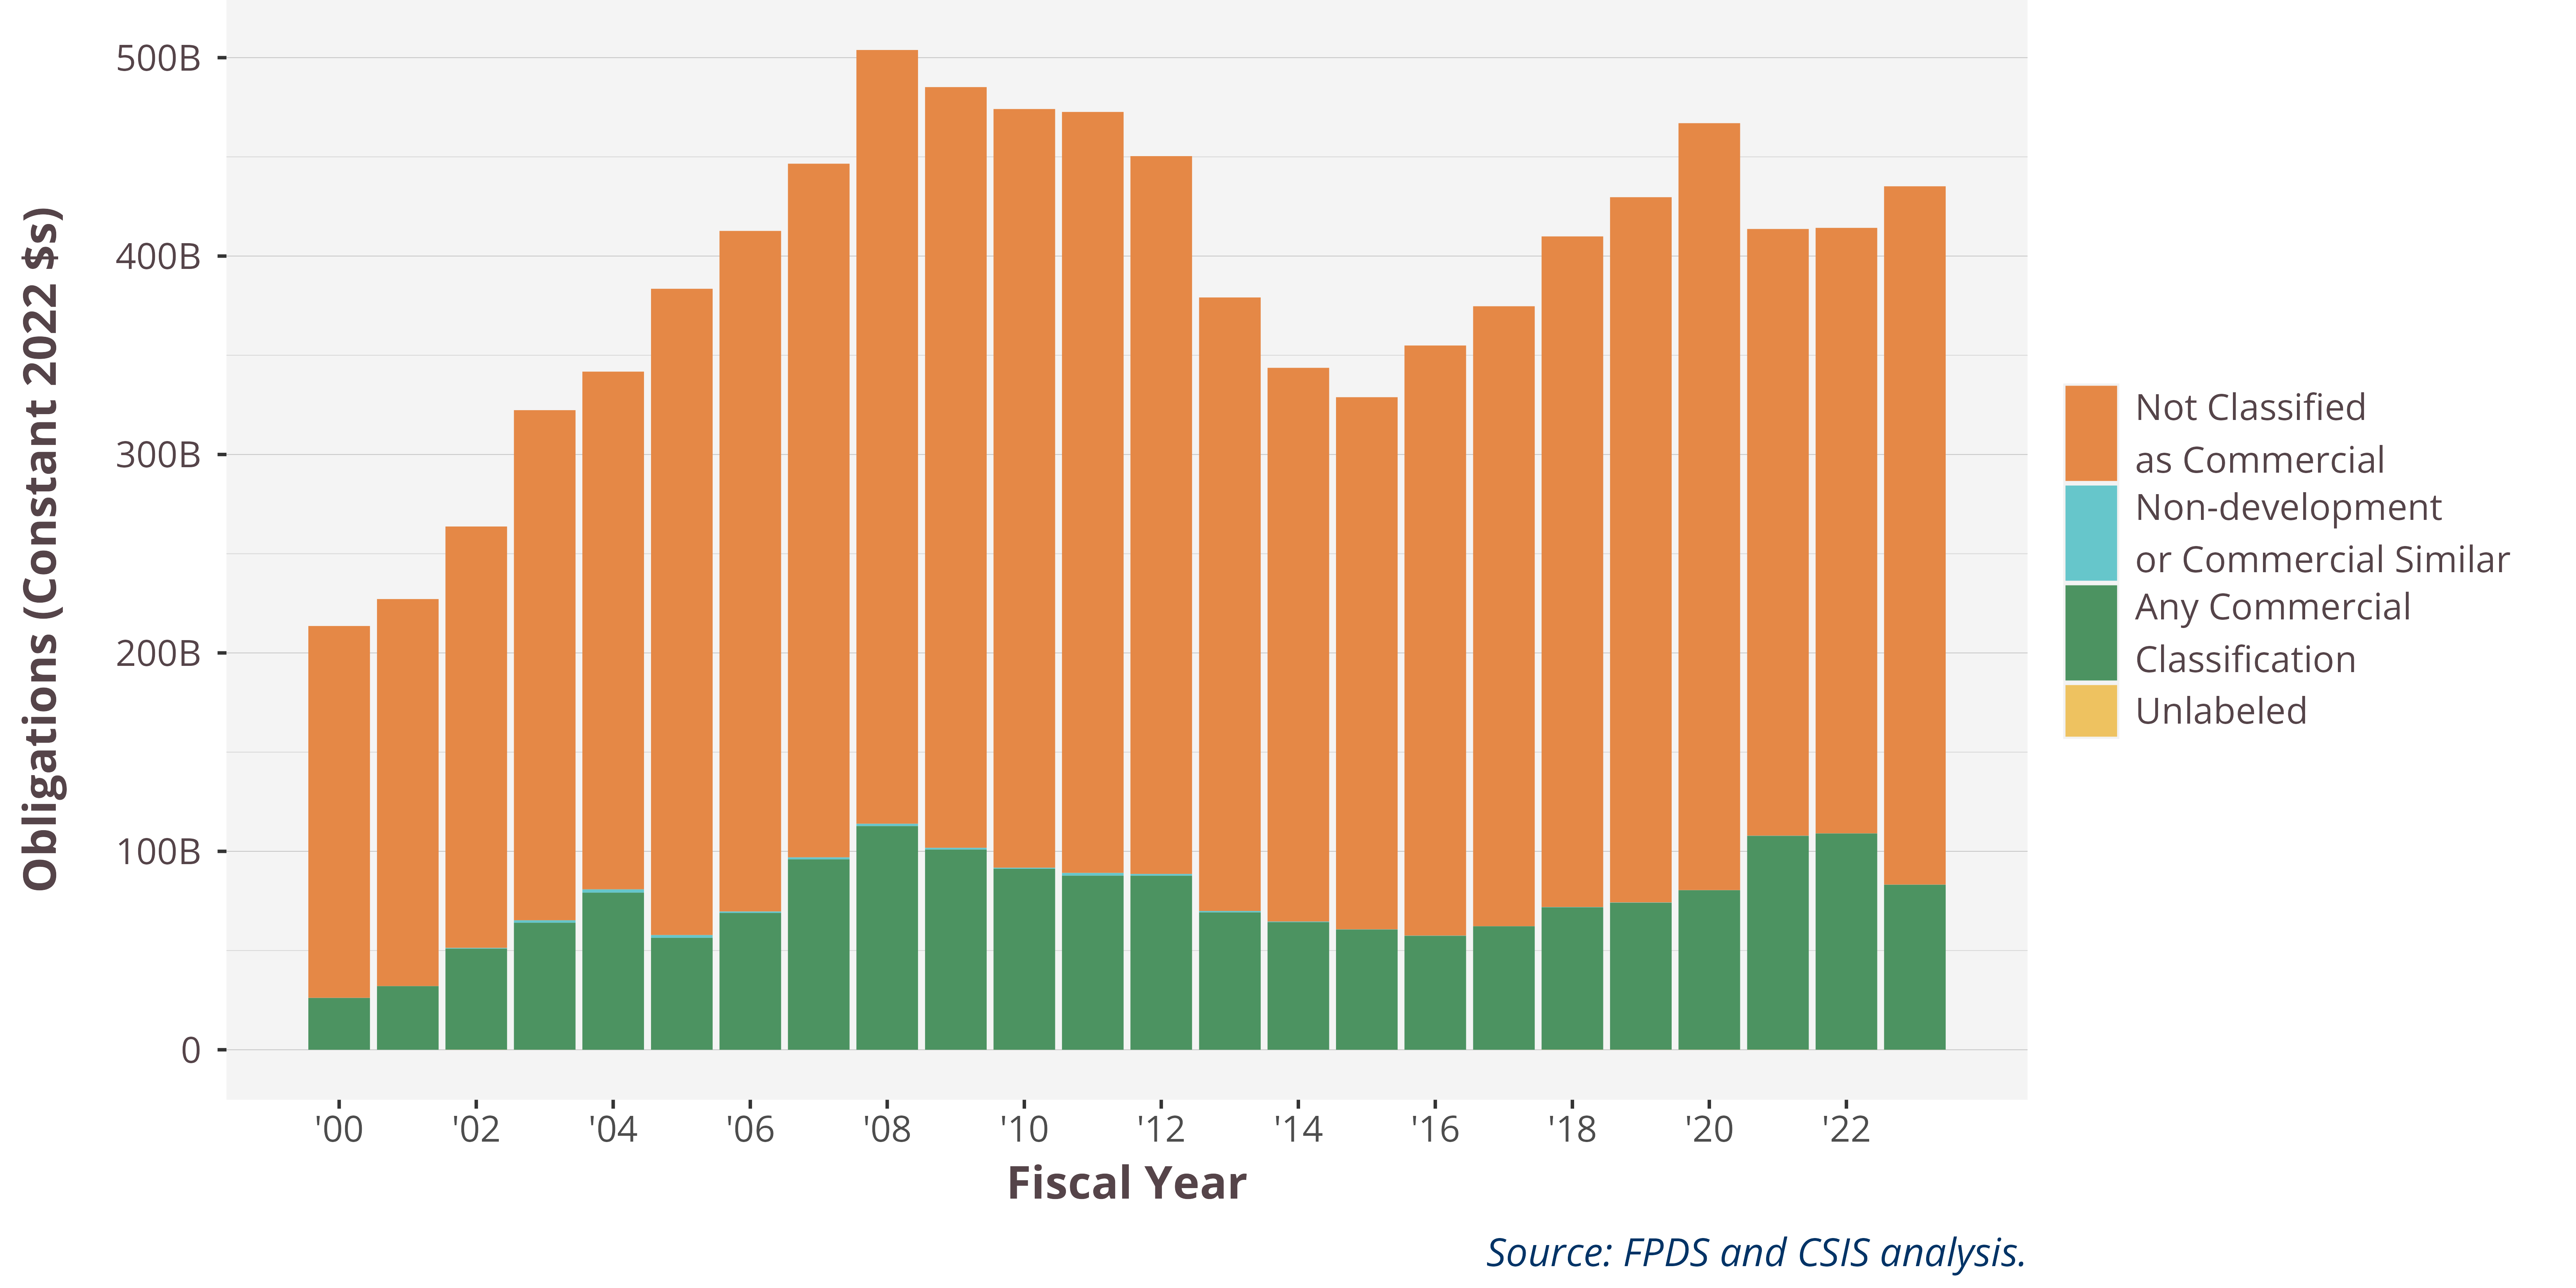 Obligations (Constant 2022 $s)
500B
400B
300B
200B
100B
0
'00 '02 '04 '06 '08 '10 '12 '14 '16 '18 '20 '22
Fiscal Year
Not Classified
as Commercial
Non-development
or Commercial Similar
Any Commercial
Classification
Unlabeled
Source: FPDS and CSIS analysis.